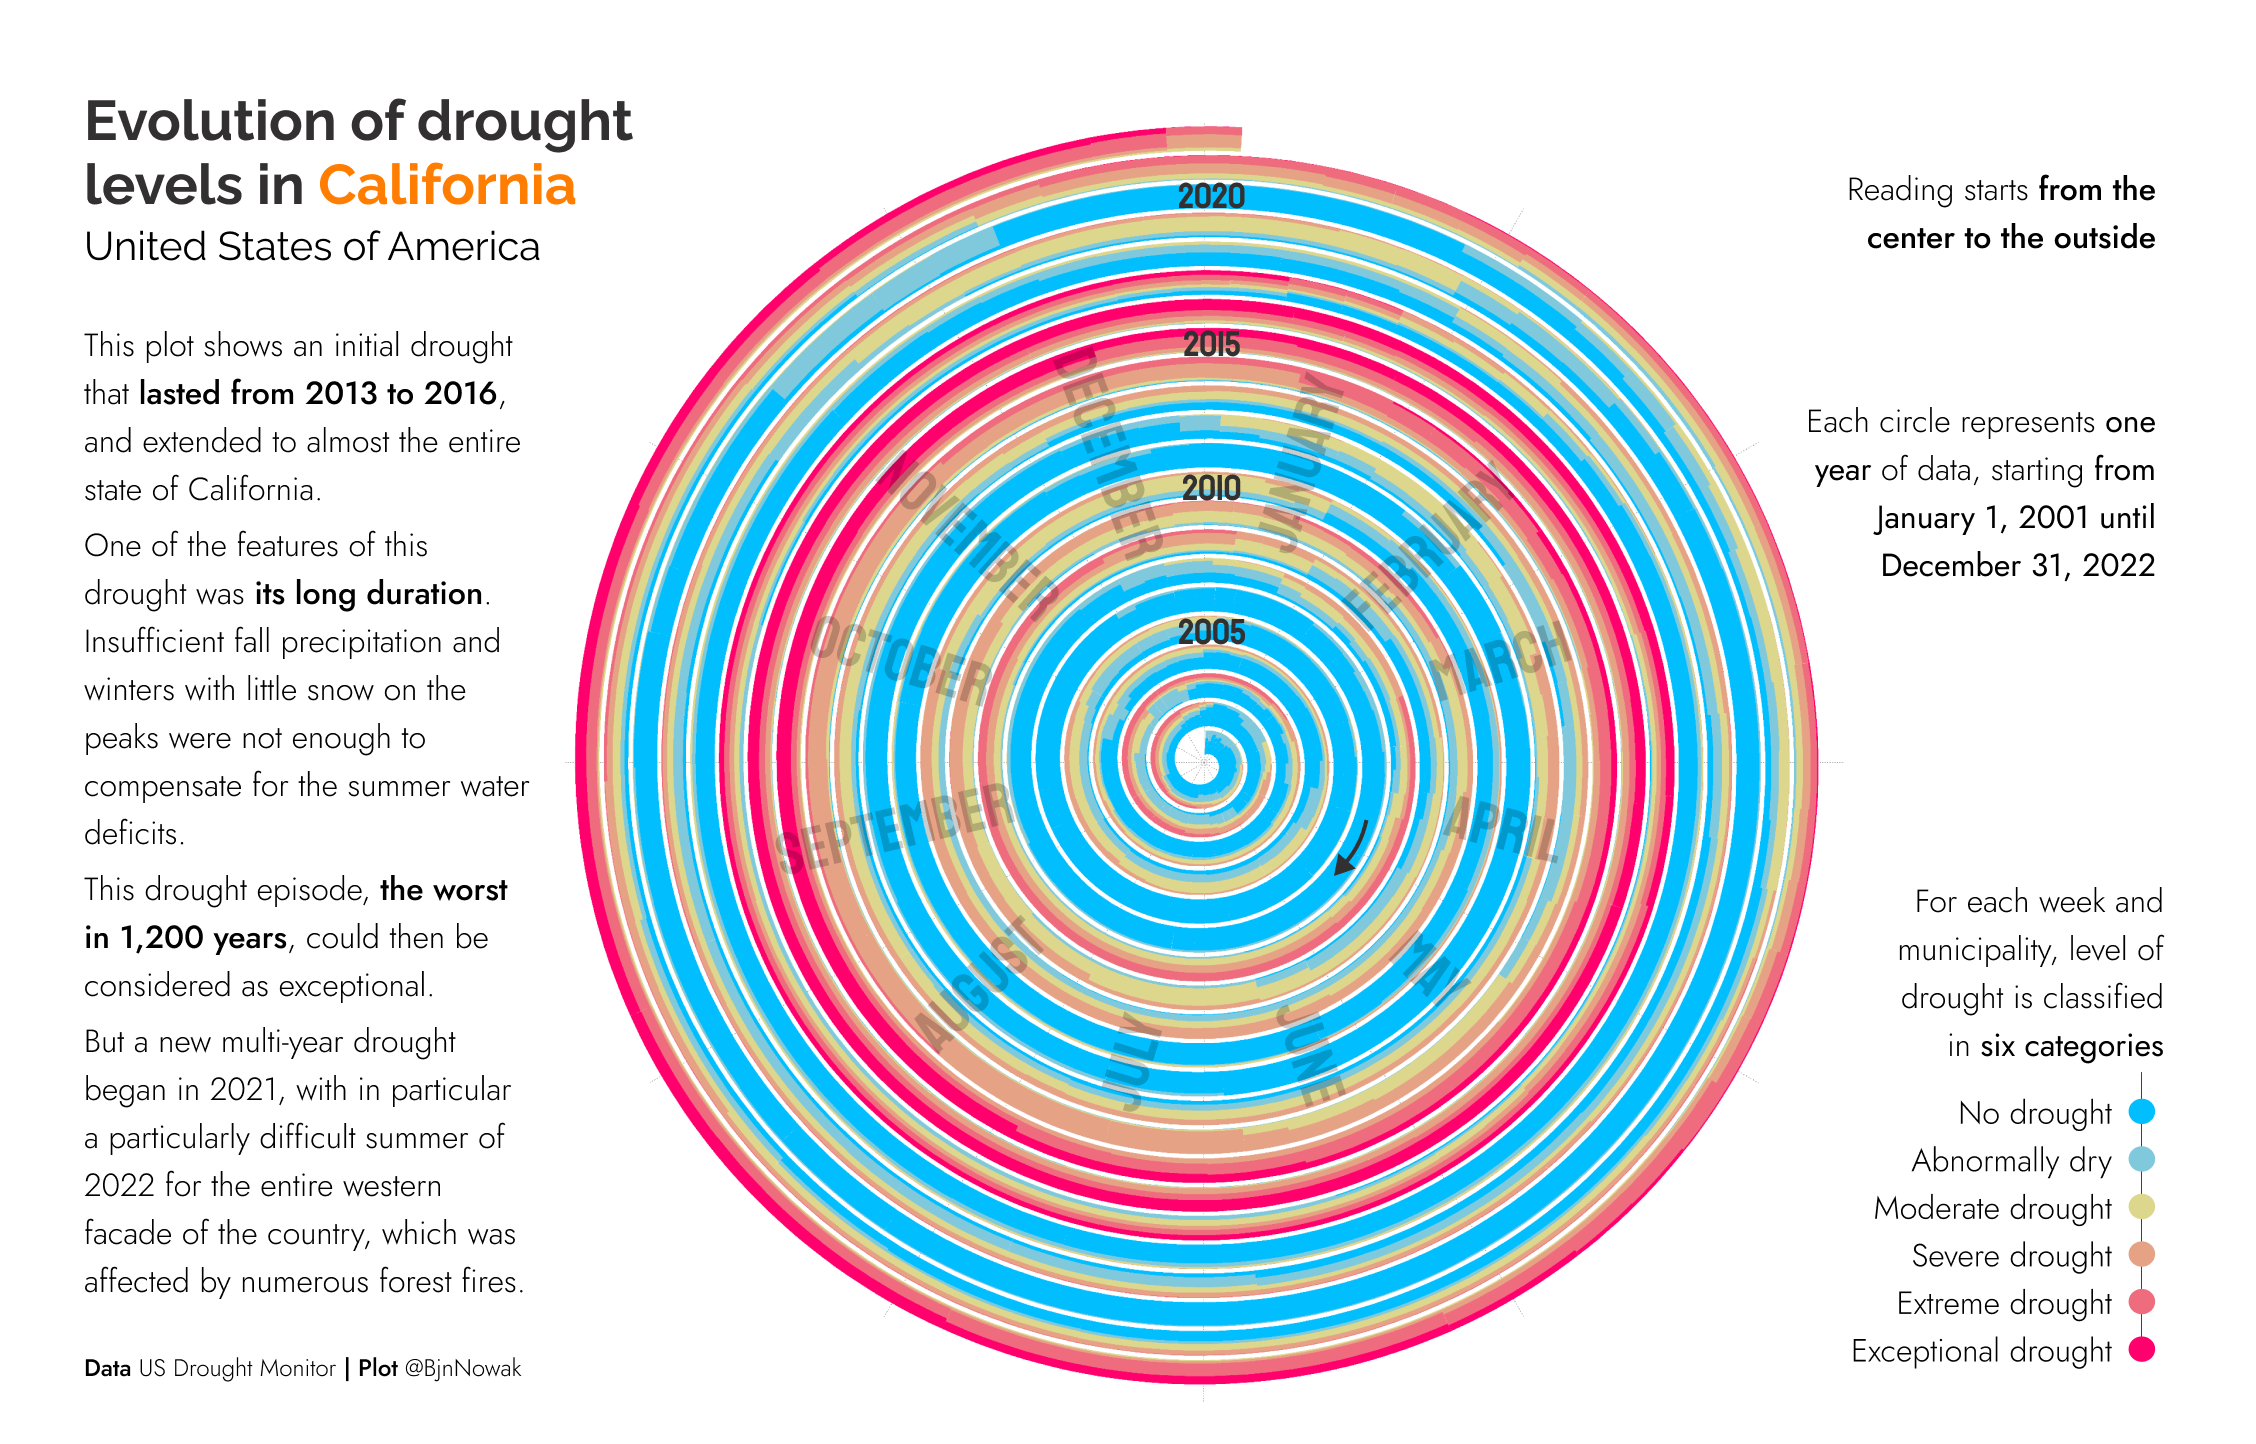 Evolution of drought
levels in California
United States of America
This plot shows an initial drought
that lasted from 2013 to 2016,
and extended to almost the entire
state of California.
One of the features of this
drought was its long duration.
Insufficient fall precipitation and
winters with little snow on the
peaks were not enough to
compensate for the summer water
deficits.
This drought episode, the worst
in 1,200 years, could then be
considered as exceptional.
But a new multi-year drought
began in 2021, with in particular
a particularly difficult summer of
2022 for the entire western
facade of the country, which was
affected by numerous forest fires.
Data US Drought Monitor | Plot @BjnNowak
2020
2015
2010
2005
JANUARY
FEBRUARY
MARCH
APRIL
MAY
JUNE
JULY
AUGUST
SEPTEMBER
OCTOBER
NOVEMBER
DECEMBER
Reading starts from the
center to the outside
Each circle represents one
year of data, starting from
January 1, 2001 until
December 31, 2022
For each week and
municipality, level of
drought is classified
in six categories
No drought
Abnormally dry
Moderate drought
Severe drought
Extreme drought
Exceptional drought